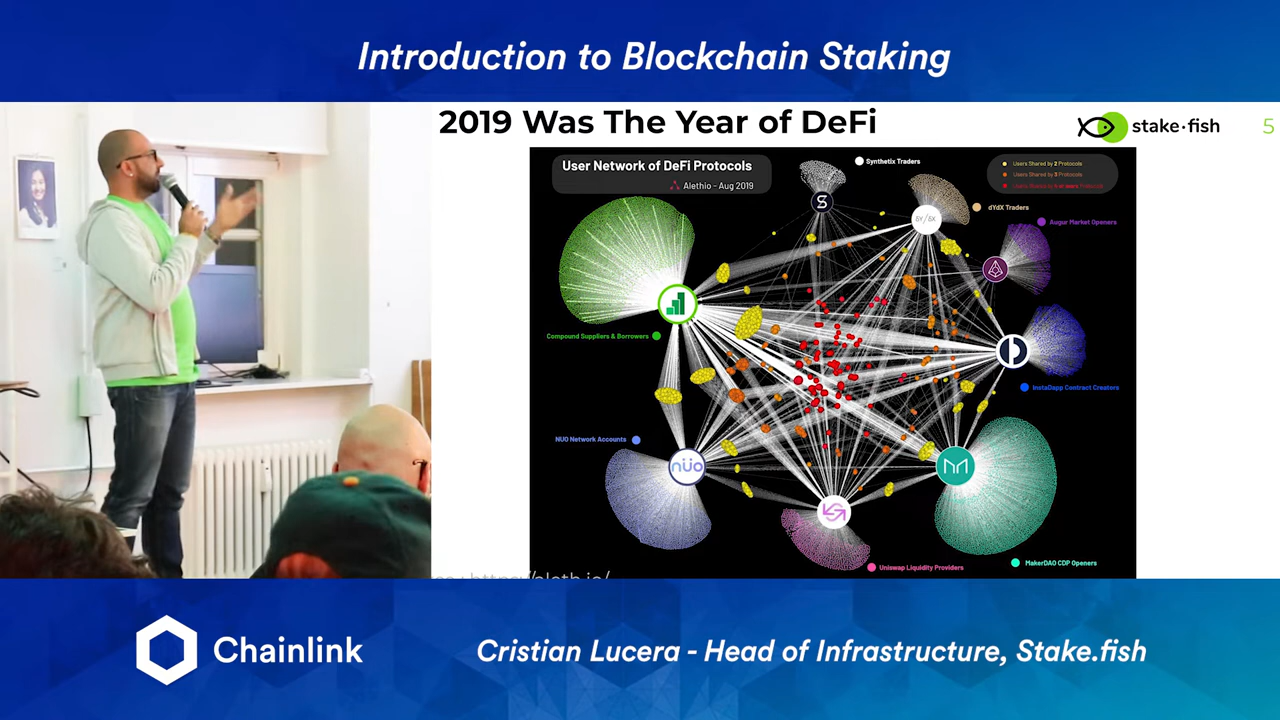 Introduction to Blockchain Staking
2019 Was The Year of DeFi
stake·fish
5
User Network of DeFi Protocols
Alethio - Aug 2019
Synthetix Traders
Users Shared by 2 Protocols
Users Shared by 3 Protocols
dYdX Traders
Augur Market Openers
Compound Suppliers & Borrowers
InstaDapp Contract Creators
NUO Network Accounts
nüo
Uniswap Liquidity Providers
MakerDAO CDP Openers
Chainlink
Cristian Lucera - Head of Infrastructure, Stake.fish